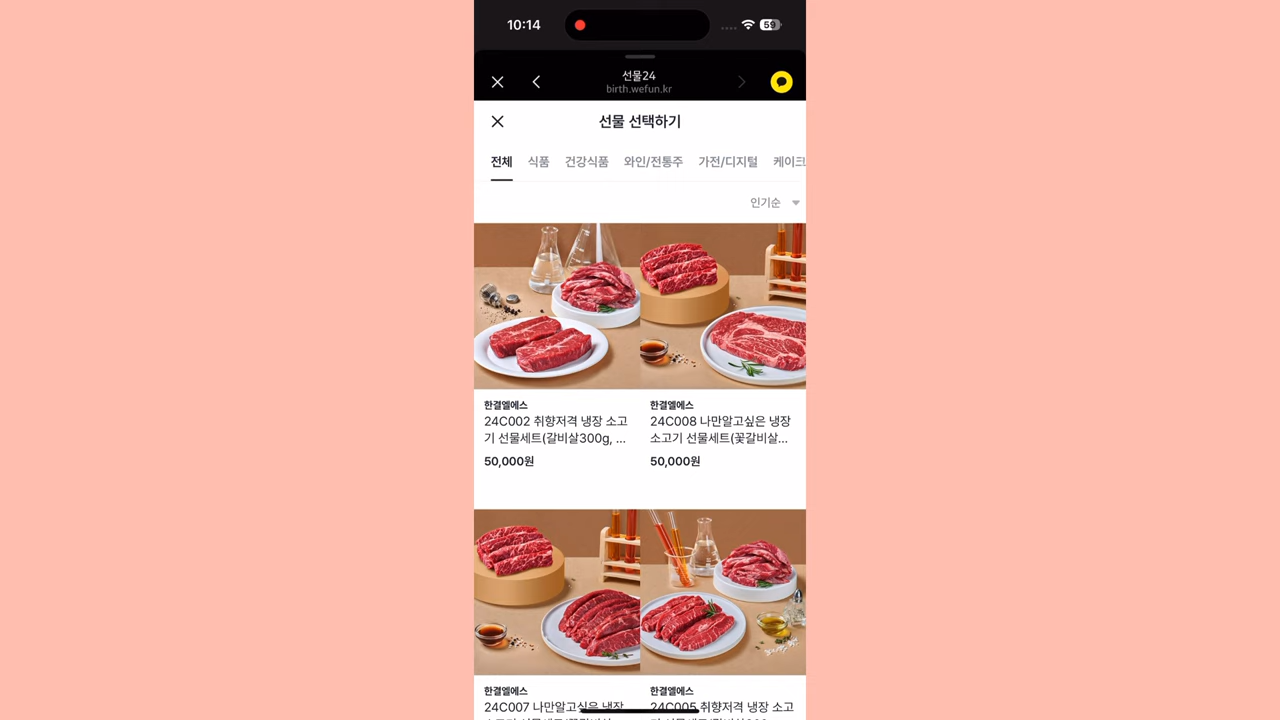 10:14
59
선물24
birth.wefun.kr
선물 선택하기
전체 식품 건강식품 와인/전통주 가전/디지털 케이크
인기순
한결엘에스
24C002 취향저격 냉장 소고
기 선물세트(갈비살300g, ...
50,000원
한결엘에스
24C008 나만알고싶은 냉장
소고기 선물세트(꽃갈비살...
50,000원
한결엘에스
24C007 나만알고싶은 냉장
한결엘에스
24C005 취향저격 냉장 소고